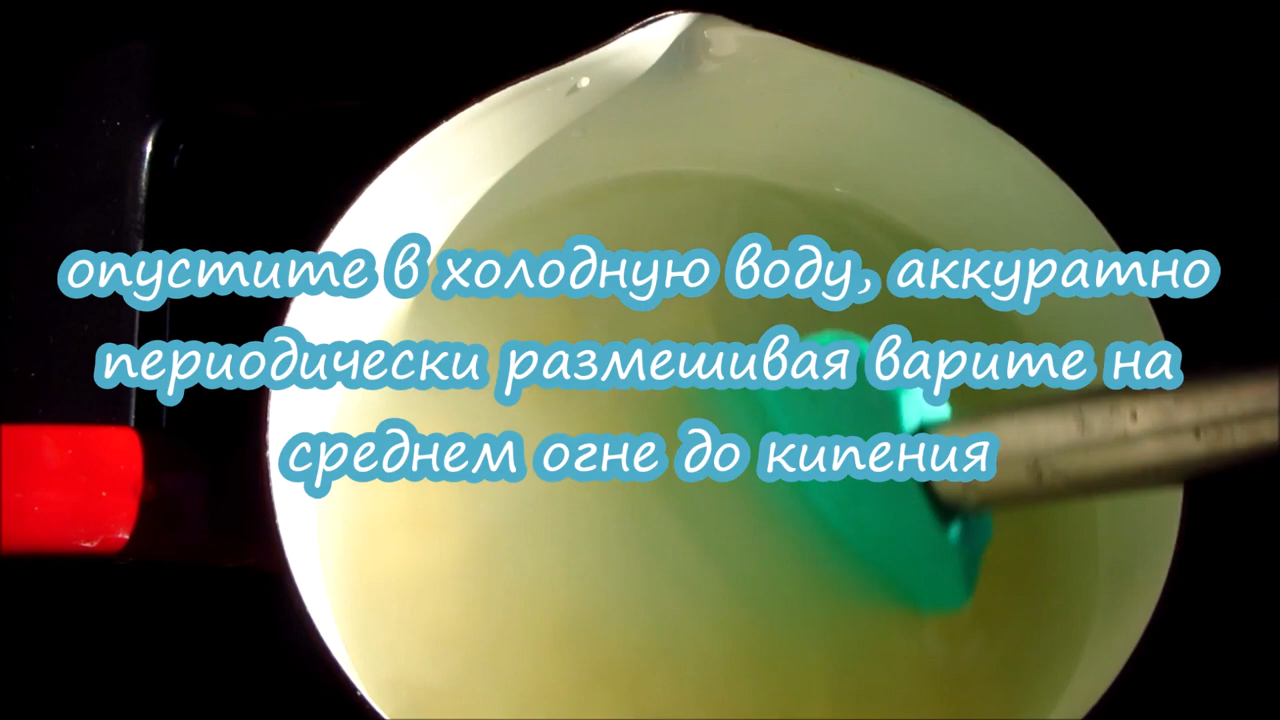 опустите в холодную воду, аккуратно
периодически размешивая варите на
среднем огне до кипения